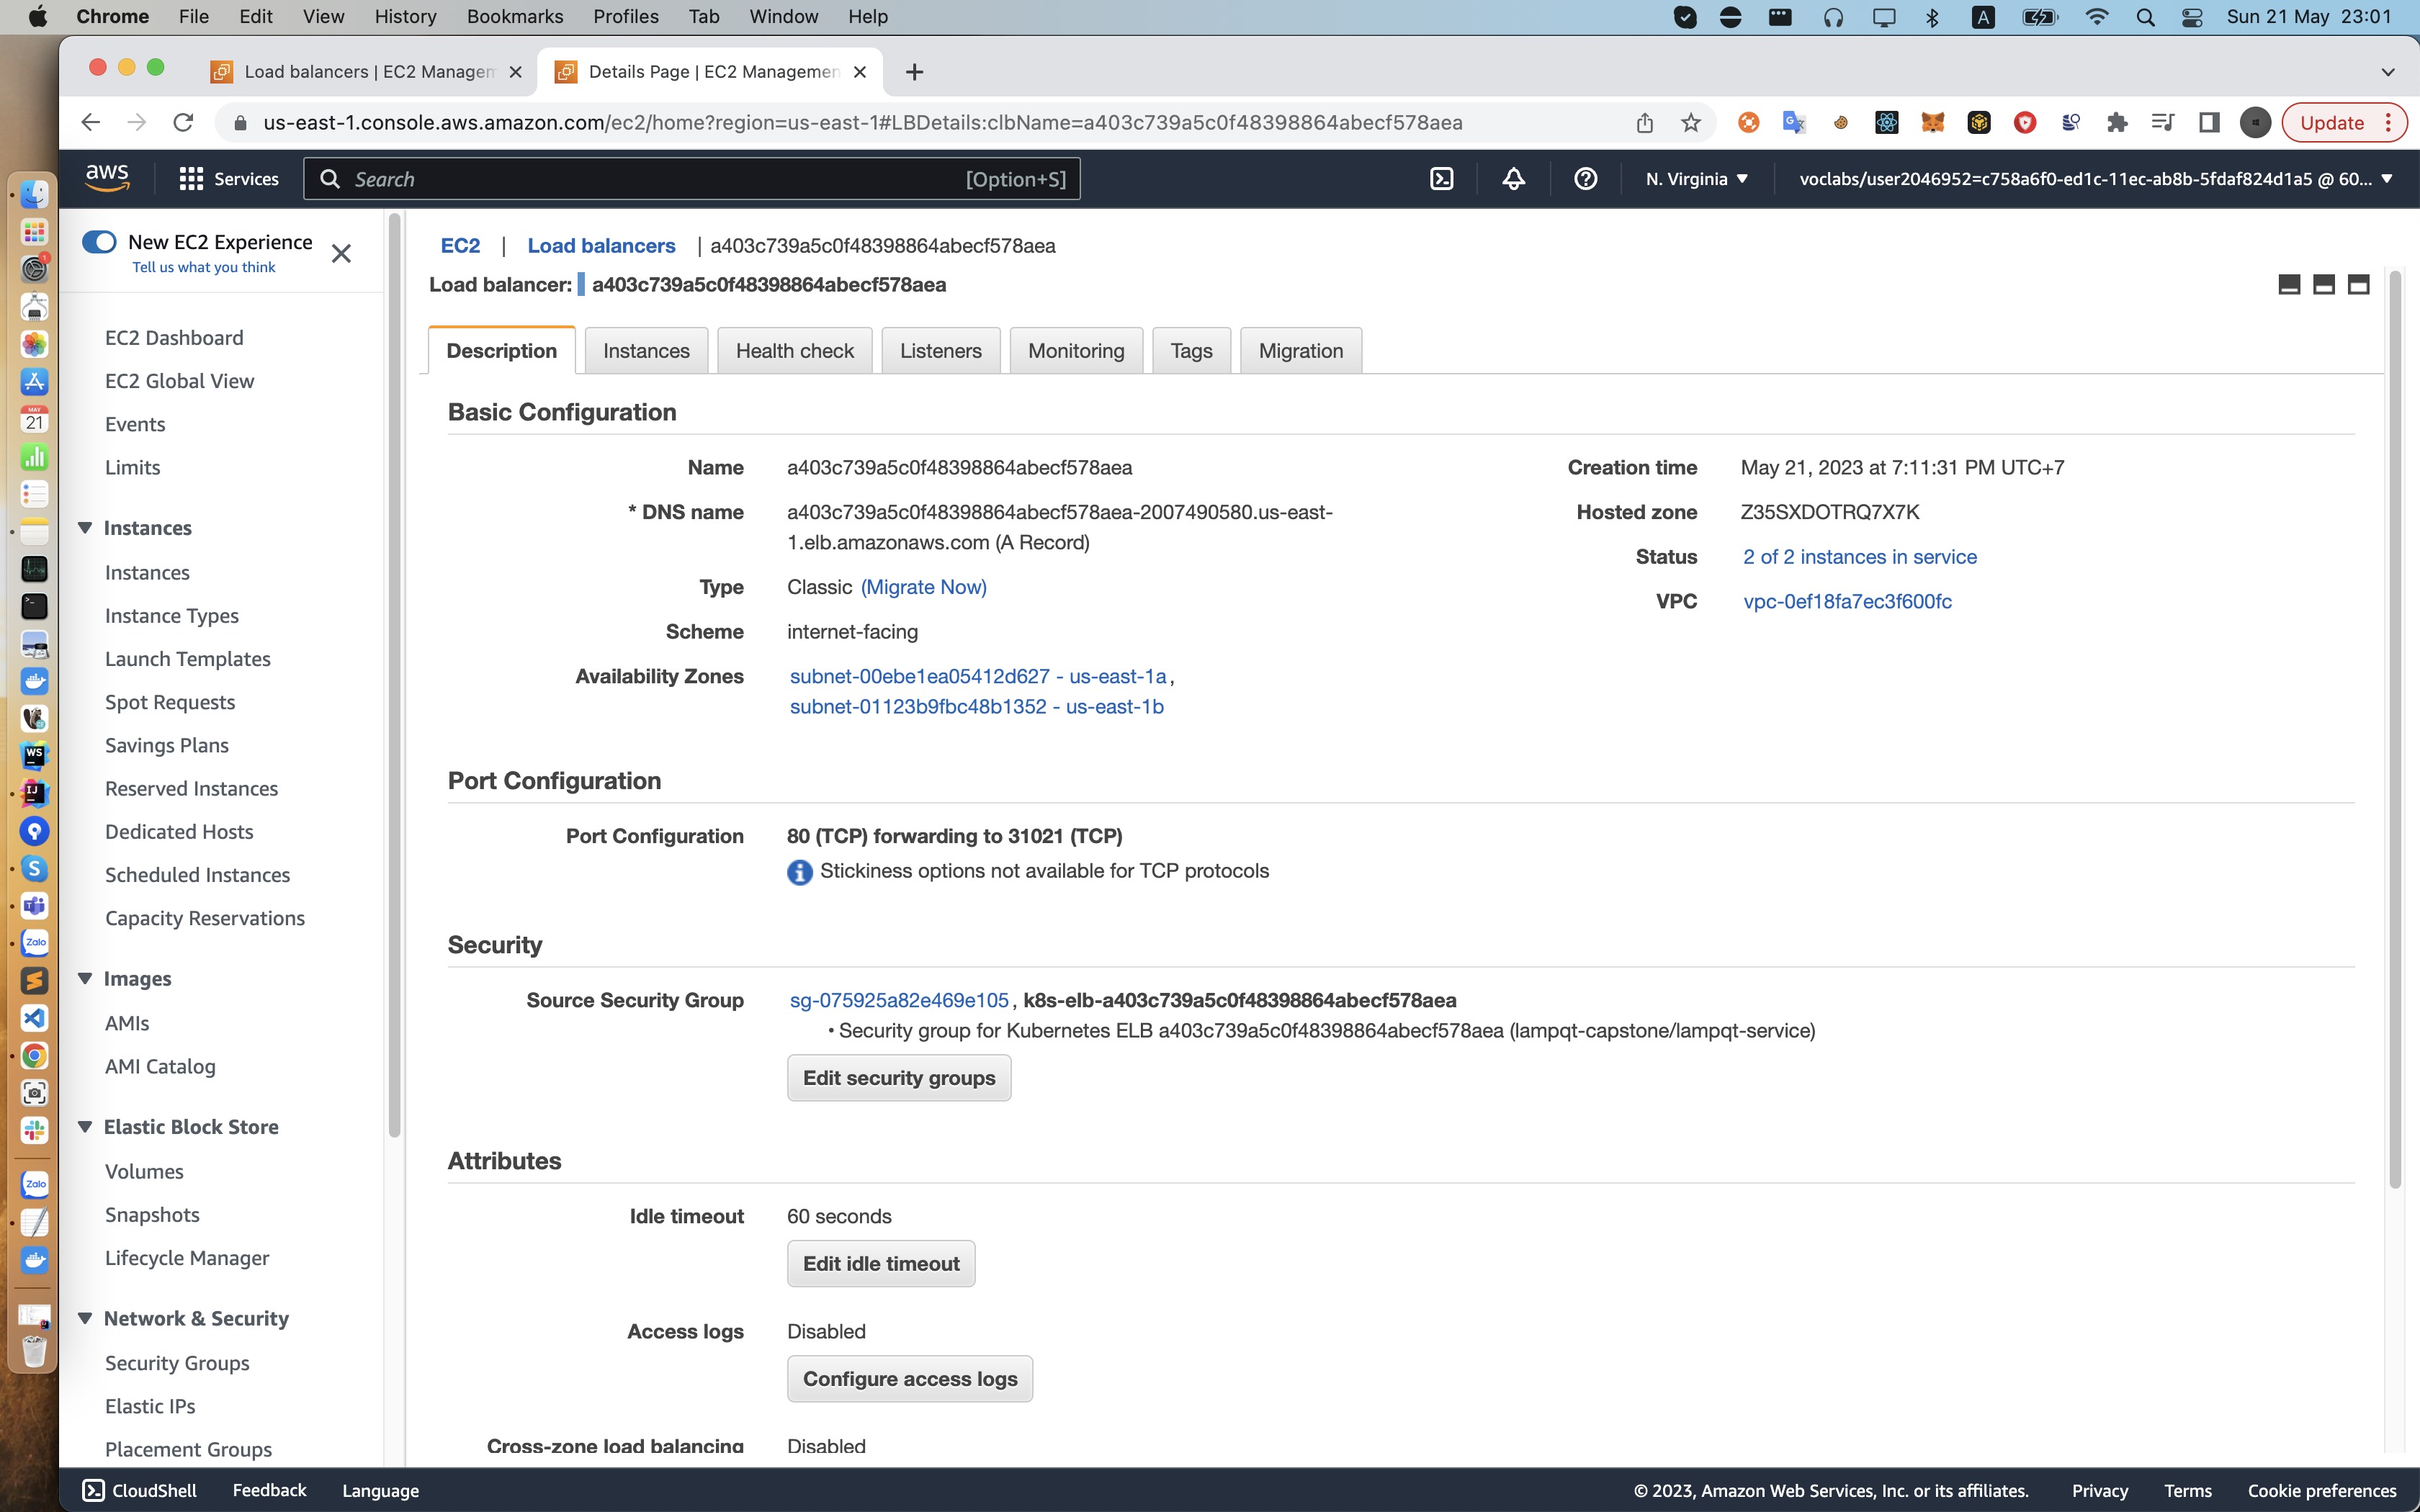 Chrome File Edit View History Bookmarks Profiles Tab Window Help
A
Sun 21 May 23:01
Load balancers | EC2 Managem
Details Page | EC2 Managemen
us-east-1.console.aws.amazon.com/ec2/home?region=us-east-1#LBDetails:clbName=a403c739a5c0f48398864abecf578aea
Update
aws
Services
Search
[Option+S]
N. Virginia
voclabs/user2046952=c758a6f0-ed1c-11ec-ab8b-5fdaf824d1a5 @ 60...
New EC2 Experience
Tell us what you think
EC2 Dashboard
EC2 Global View
Events
Limits
Instances
Instances
Instance Types
Launch Templates
Spot Requests
Savings Plans
Reserved Instances
Dedicated Hosts
Scheduled Instances
Capacity Reservations
Images
AMIs
AMI Catalog
Elastic Block Store
Volumes
Snapshots
Lifecycle Manager
Network & Security
Security Groups
Elastic IPs
Placement Groups
EC2 | Load balancers | a403c739a5c0f48398864abecf578aea
Load balancer: a403c739a5c0f48398864abecf578aea
Description Instances Health check Listeners Monitoring Tags Migration
Basic Configuration
Name a403c739a5c0f48398864abecf578aea
* DNS name a403c739a5c0f48398864abecf578aea-2007490580.us-east-
1.elb.amazonaws.com (A Record)
Type Classic (Migrate Now)
Scheme internet-facing
Availability Zones subnet-00ebe1ea05412d627 - us-east-1a,
subnet-01123b9fbc48b1352 - us-east-1b
Creation time May 21, 2023 at 7:11:31 PM UTC+7
Hosted zone Z35SXDOTRQ7X7K
Status 2 of 2 instances in service
VPC vpc-0ef18fa7ec3f600fc
Port Configuration
Port Configuration 80 (TCP) forwarding to 31021 (TCP)
Stickiness options not available for TCP protocols
Security
Source Security Group sg-075925a82e469e105, k8s-elb-a403c739a5c0f48398864abecf578aea
• Security group for Kubernetes ELB a403c739a5c0f48398864abecf578aea (lampqt-capstone/lampqt-service)
Edit security groups
Attributes
Idle timeout 60 seconds
Edit idle timeout
Access logs Disabled
Configure access logs
Cross-zone load balancing Disabled
CloudShell Feedback Language
© 2023, Amazon Web Services, Inc. or its affiliates. Privacy Terms Cookie preferences
MAY
21
WS
IJ
S
Zalo
Zalo